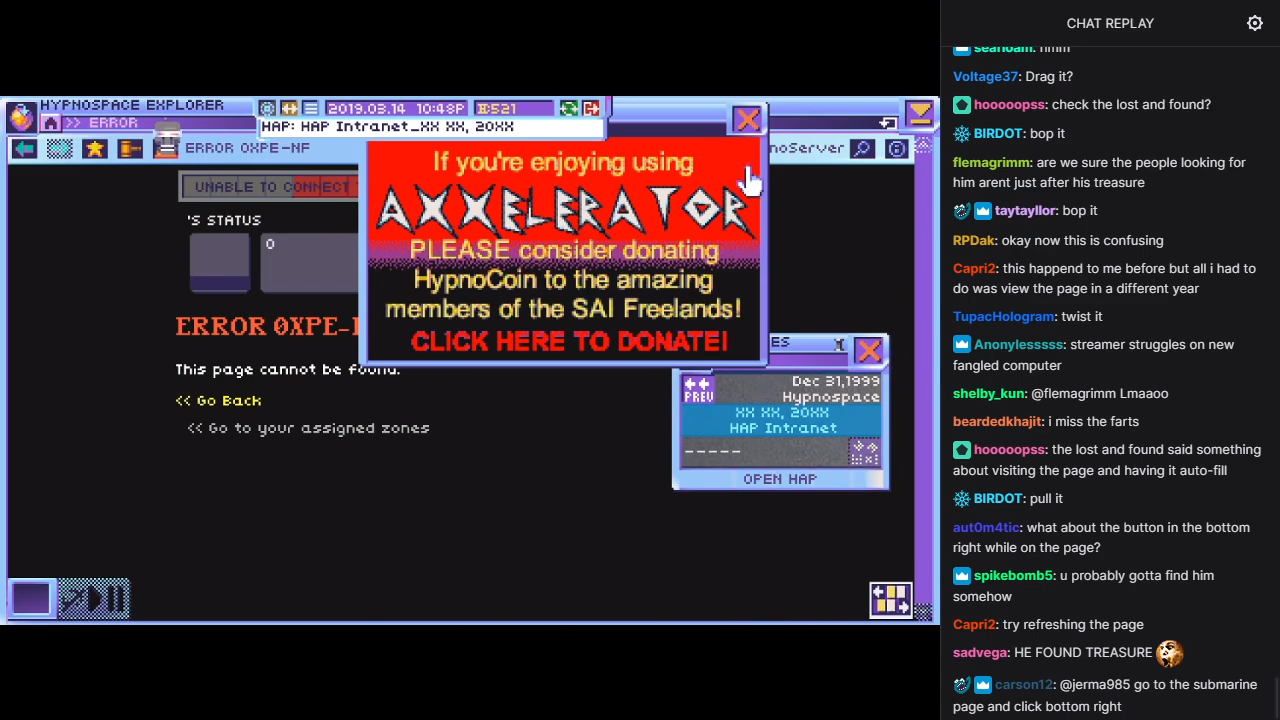 HYPNOSPACE EXPLORER
2019.03.14 10:48P
521
>> ERROR
HAP: HAP Intranet_XX XX, 20XX
ERROR 0XPE-NF
noServer
UNABLE TO CONNECT
'S STATUS
0
ERROR 0XPE-
This page cannot be found.
<< Go Back
<< Go to your assigned zones
If you're enjoying using
AXXELERATOR
PLEASE consider donating
HypnoCoin to the amazing
members of the SAI Freelands!
CLICK HERE TO DONATE!
ES
PREV
Dec 31,1999
Hypnospace
XX XX, 20XX
HAP Intranet
-----
OPEN HAP
CHAT REPLAY
seanoam: hmm
Voltage37: Drag it?
hooooopss: check the lost and found?
BIRDOT: bop it
flemagrimm: are we sure the people looking for
him arent just after his treasure
taytayllor: bop it
RPDak: okay now this is confusing
Capri2: this happend to me before but all i had to
do was view the page in a different year
TupacHologram: twist it
Anonylesssss: streamer struggles on new
fangled computer
shelby_kun: @flemagrimm Lmaaoo
beardedkhajit: i miss the farts
hooooopss: the lost and found said something
about visiting the page and having it auto-fill
BIRDOT: pull it
aut0m4tic: what about the button in the bottom
right while on the page?
spikebomb5: u probably gotta find him
somehow
Capri2: try refreshing the page
sadvega: HE FOUND TREASURE
carson12: @jerma985 go to the submarine
page and click bottom right